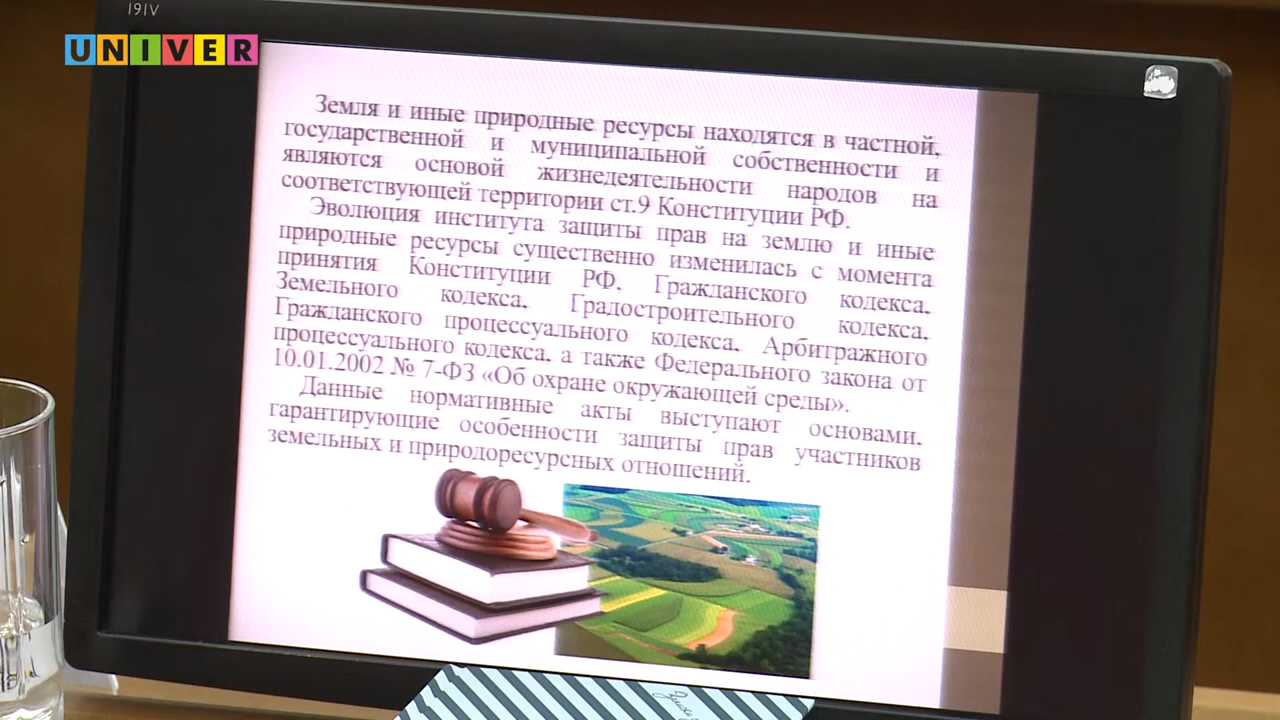 191V
UNIVER
Земля и иные природные ресурсы находятся в частной,
государственной и муниципальной собственности и
являются основой жизнедеятельности народов на
соответствующей территории ст.9 Конституции РФ.
Эволюция института защиты прав на землю и иные
природные ресурсы существенно изменилась с момента
принятия Конституции РФ, Гражданского кодекса,
Земельного кодекса, Градостроительного кодекса,
Гражданского процессуального кодекса, Арбитражного
процессуального кодекса, а также Федерального закона от
10.01.2002 № 7-ФЗ «Об охране окружающей среды».
Данные нормативные акты выступают основами,
гарантирующие особенности защиты прав участников
земельных и природоресурсных отношений.